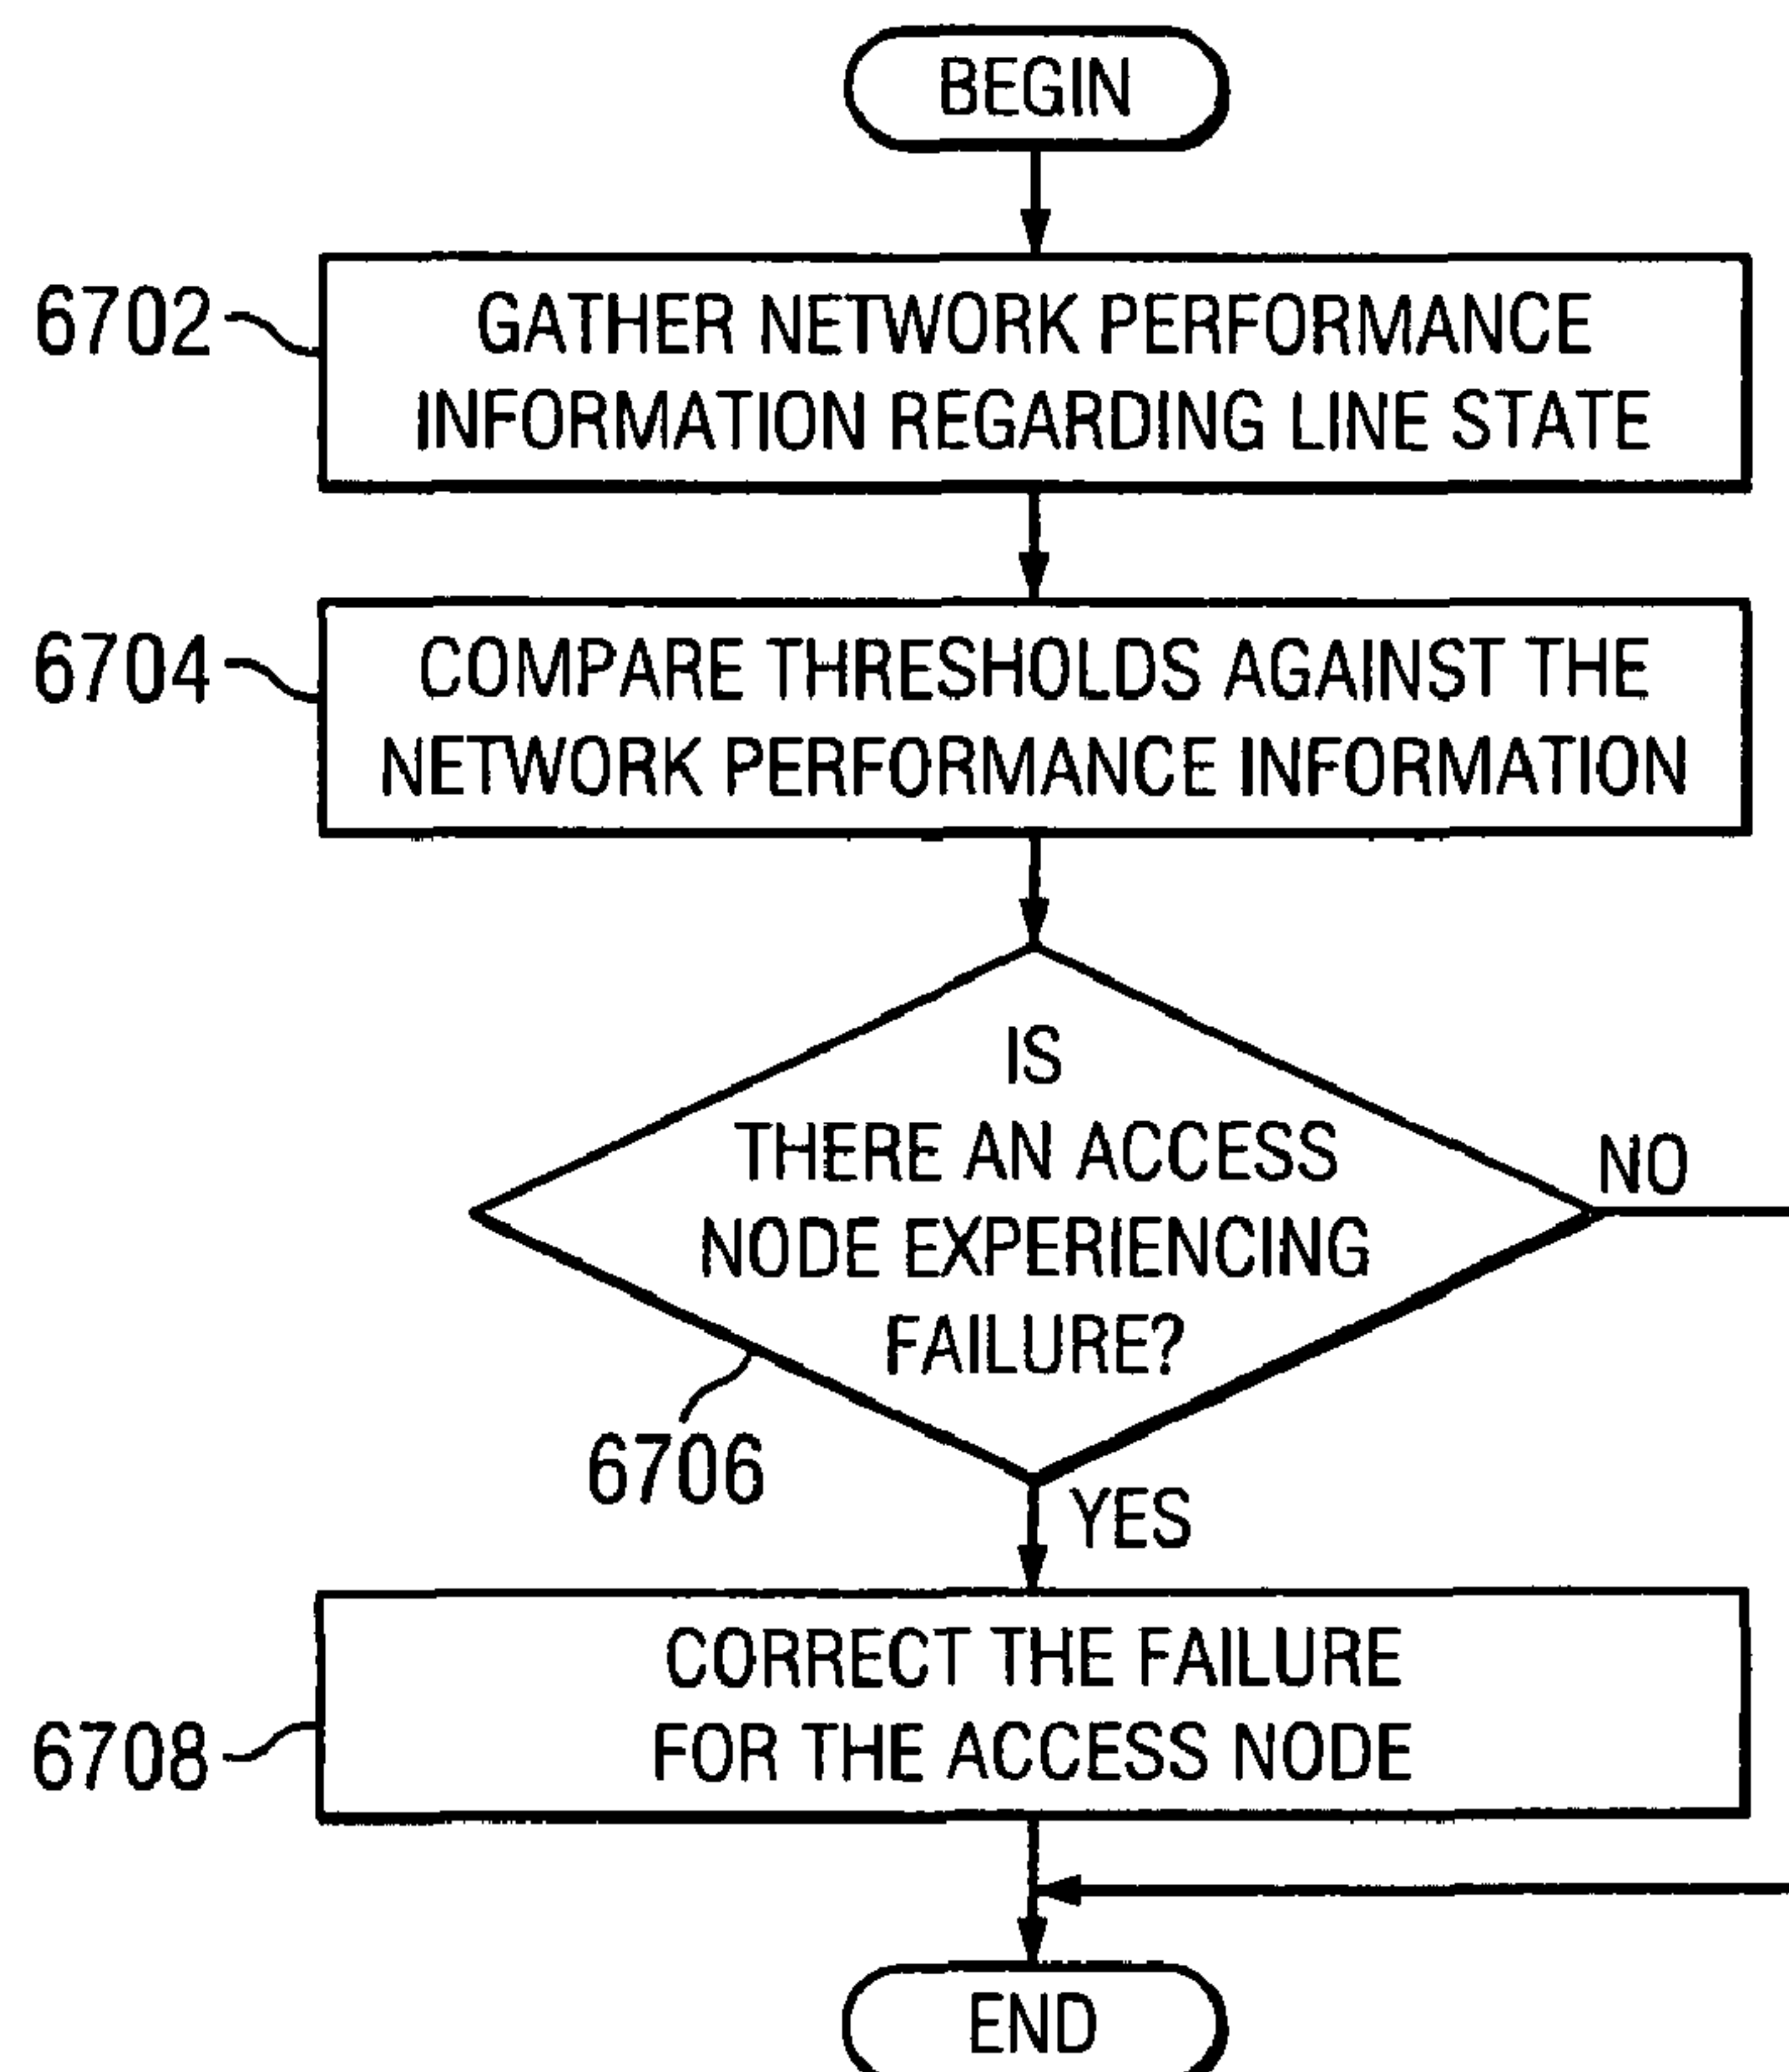 BEGIN
6702
GATHER NETWORK PERFORMANCE
INFORMATION REGARDING LINE STATE
6704
COMPARE THRESHOLDS AGAINST THE
NETWORK PERFORMANCE INFORMATION
IS
THERE AN ACCESS
NODE EXPERIENCING
FAILURE?
NO
6706
YES
6708
CORRECT THE FAILURE
FOR THE ACCESS NODE
END